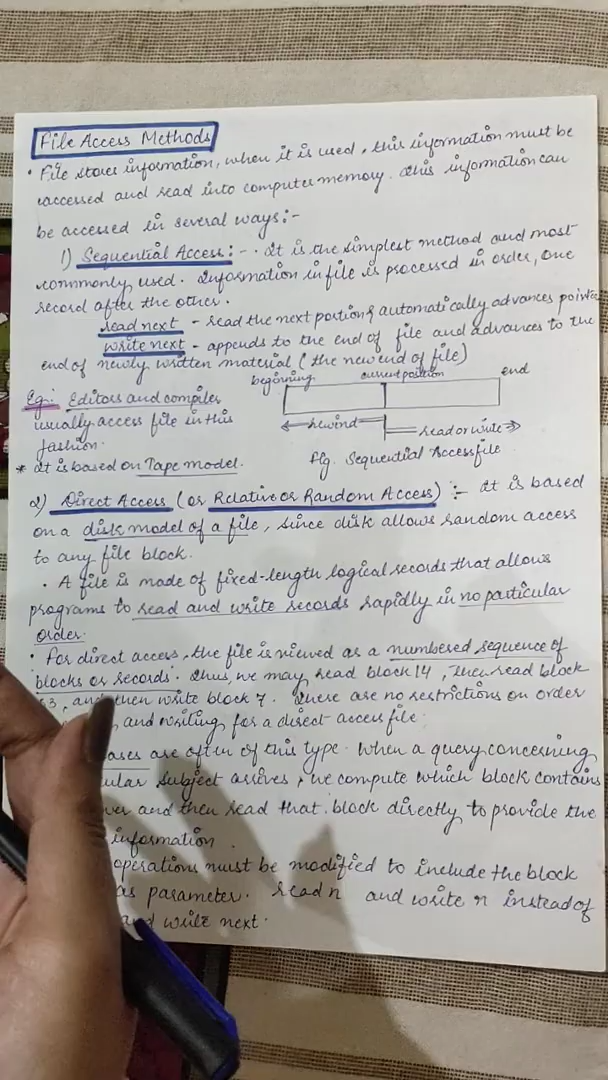 File Access Methods
• File stores information, when it is used, this information must be
accessed and read into computer memory. This information can
be accessed in several ways:-
1) Sequential Access:- • It is the simplest method and most
commonly used. Information in file is processed in order, one
record after the other.
read next - read the next portion & automatically advances pointer
write next - appends to the end of file and advances to the
end of newly written material (the new end of file)
beginning current position end
Eg:- Editors and compiler
usually access file in this
fashion.
rewind read or write
* It is based on Tape model.
fig. Sequential Access file
2) Direct Access (or Relative or Random Access) :- It is based
on a disk model of a file, since disk allows random access
to any file block.
• A file is made of fixed-length logical records that allows
programs to read and write records rapidly in no particular
order.
• For direct access, the file is viewed as a numbered sequence of
blocks or records. Thus, we may read block 14, then read block
53, and then write block 7. There are no restrictions on order
and writing for a direct access file.
ases are often of this type. When a query concerning
ular subject arrives, we compute which block contains
wer and then read that block directly to provide the
information.
operations must be modified to include the block
as parameter. read n and write n instead of
and write next.